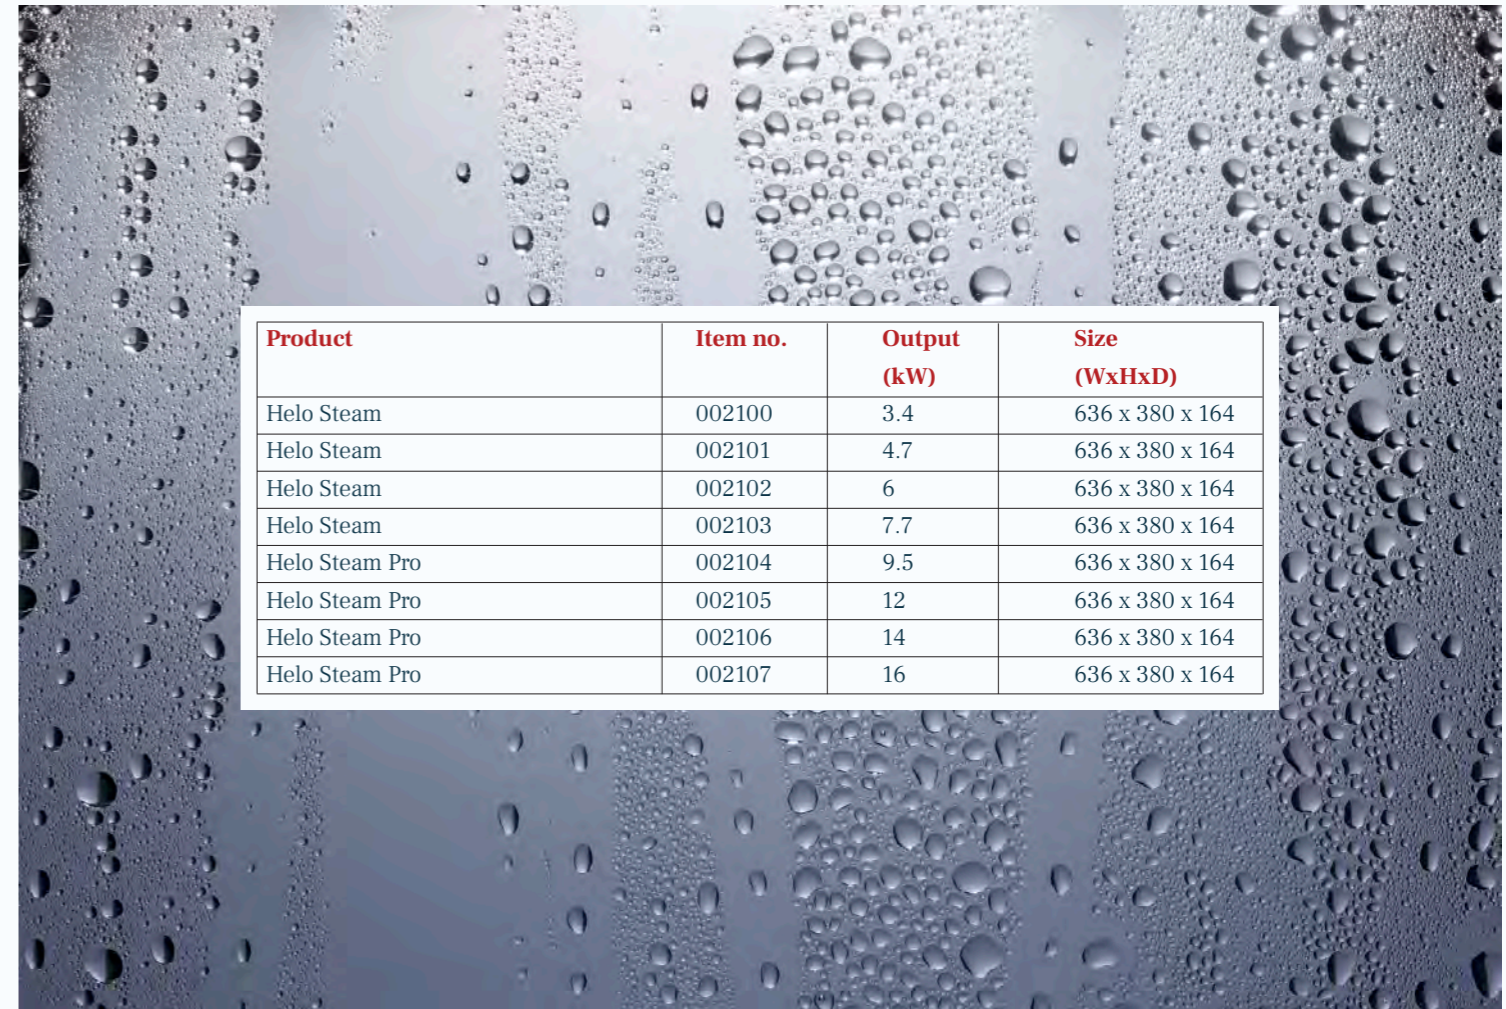 Product Item no. Output Size
(kW) (WxHxD)
Helo Steam 002100 3.4 636 x 380 x 164
Helo Steam 002101 4.7 636 x 380 x 164
Helo Steam 002102 6 636 x 380 x 164
Helo Steam 002103 7.7 636 x 380 x 164
Helo Steam Pro 002104 9.5 636 x 380 x 164
Helo Steam Pro 002105 12 636 x 380 x 164
Helo Steam Pro 002106 14 636 x 380 x 164
Helo Steam Pro 002107 16 636 x 380 x 164